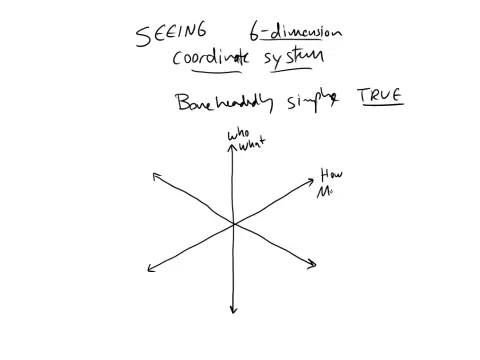 SEEING 6-dimension
coordinate system
Boneheadedly simple TRUE
Who
What
How
M